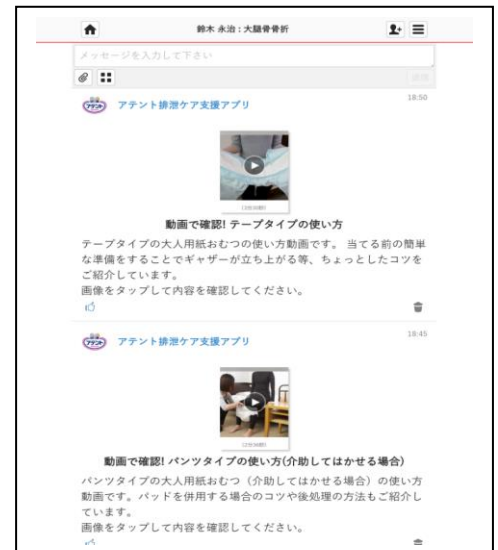 鈴木 永治 : 大腿骨骨折
メッセージを入力して下さい
18:50
アテント排泄ケア支援アプリ
動画で確認! テープタイプの使い方
テープタイプの大人用紙おむつの使い方動画です。 当てる前の簡単
な準備をすることでギャザーが立ち上がる等、ちょっとしたコツを
ご紹介しています。
画像をタップして内容を確認してください。
18:45
アテント排泄ケア支援アプリ
動画で確認! パンツタイプの使い方(介助してはかせる場合)
パンツタイプの大人用紙おむつ(介助してはかせる場合)の使い方
動画です。パッドを併用する場合のコツや後処理の方法もご紹介し
ています。
画像をタップして内容を確認してください。